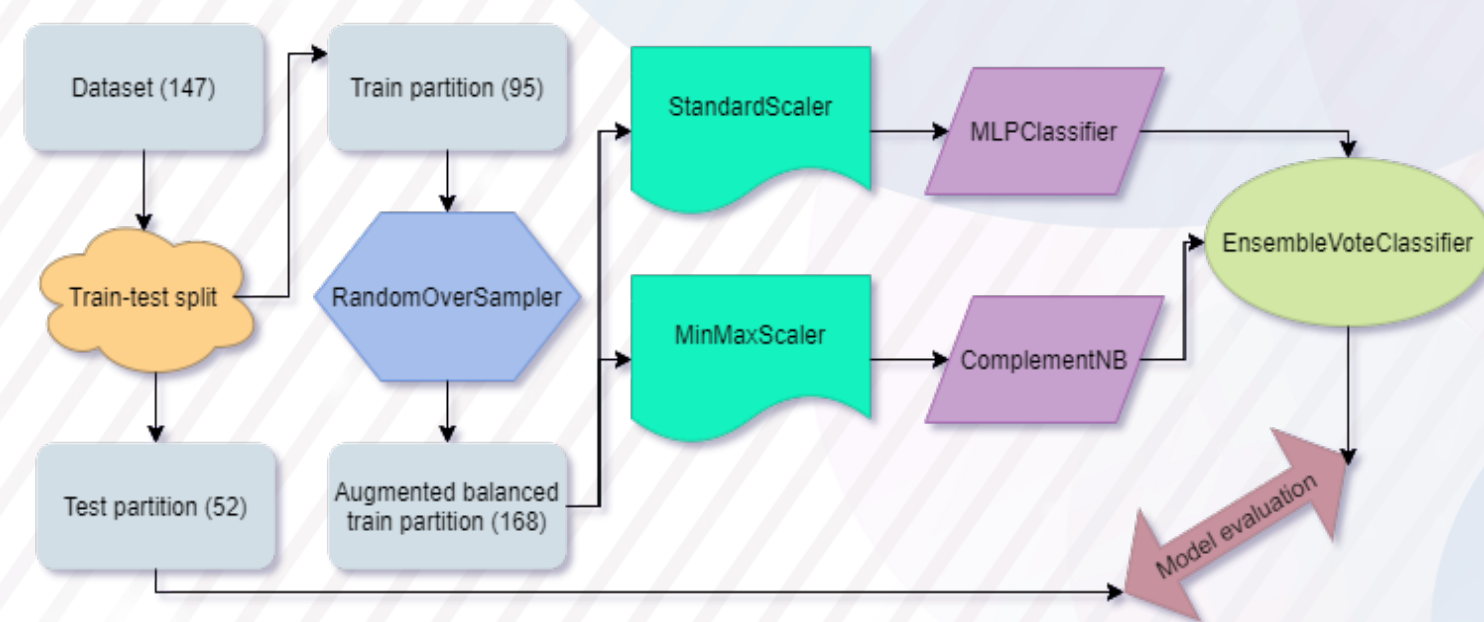 Dataset (147)
Train partition (95)
StandardScaler
MLPClassifier
EnsembleVoteClassifier
Train-test split
RandomOverSampler
MinMaxScaler
ComplementNB
Test partition (52)
Augmented balanced
train partition (168)
Model evaluation